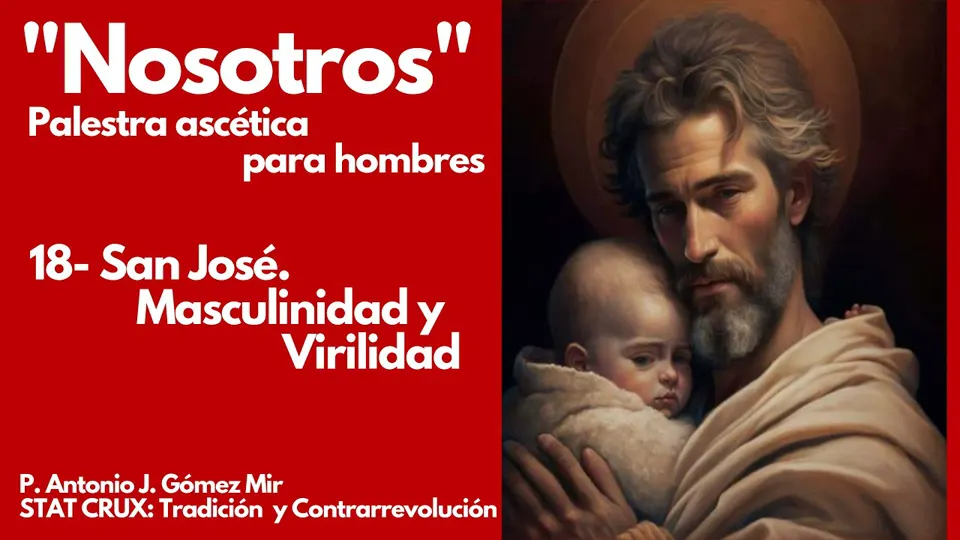 "Nosotros"
Palestra ascética
para hombres
18- San José.
Masculinidad y
Virilidad
P. Antonio J. Gómez Mir
STAT CRUX: Tradición y Contrarrevolución